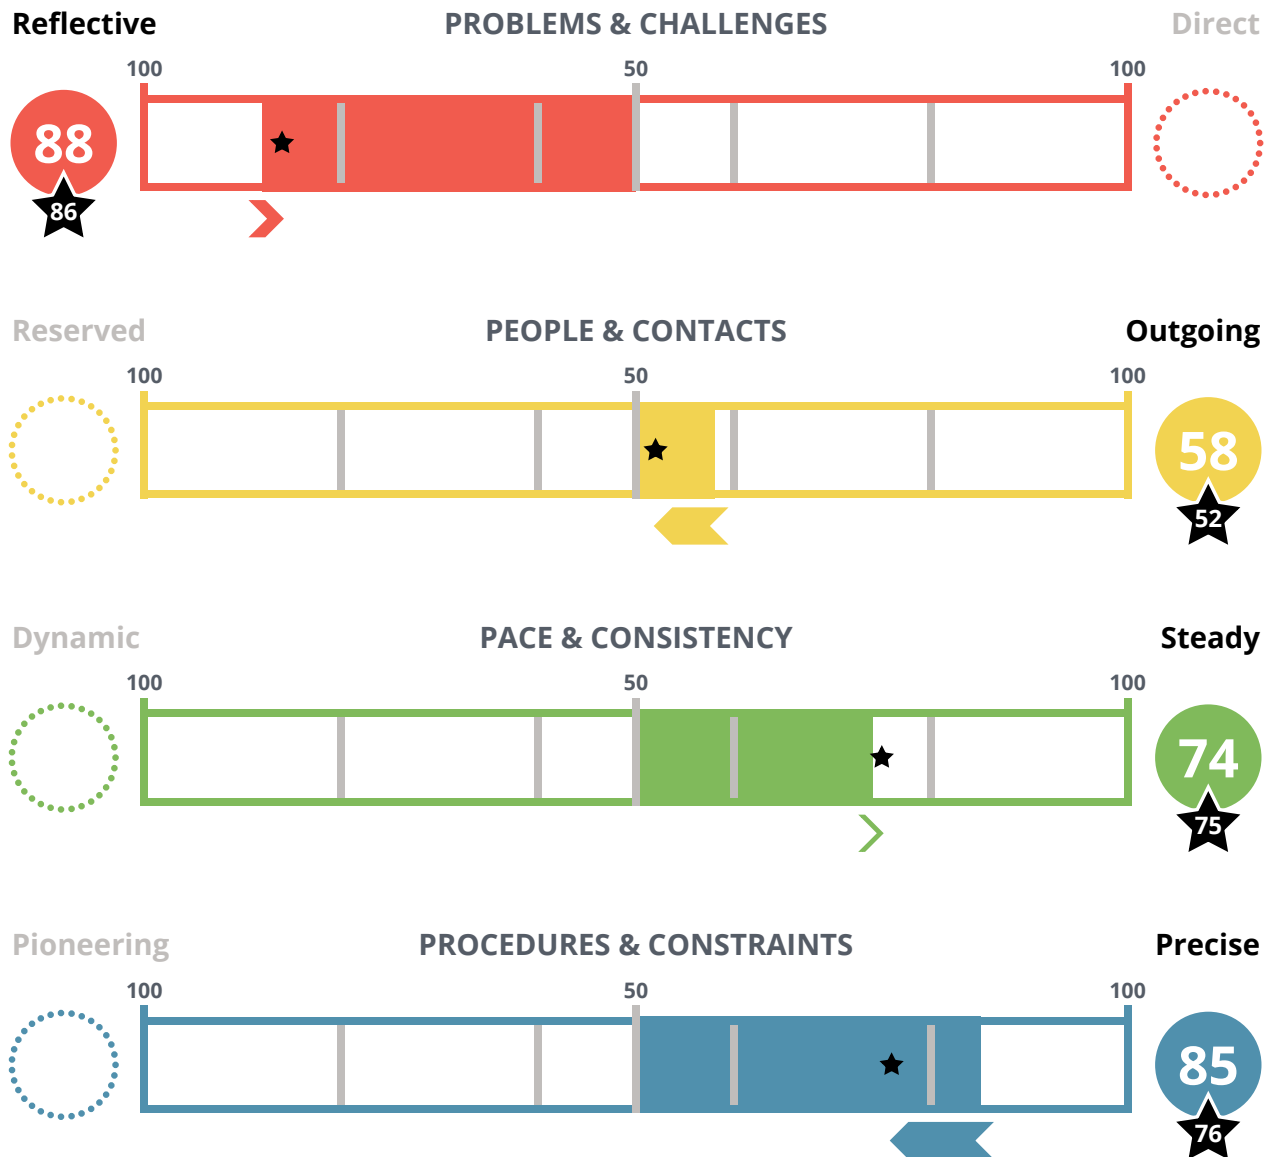 Reflective PROBLEMS & CHALLENGES Direct
100 50 100
88
86
Reserved PEOPLE & CONTACTS Outgoing
100 50 100
58
52
Dynamic PACE & CONSISTENCY Steady
100 50 100
74
75
Pioneering PROCEDURES & CONSTRAINTS Precise
100 50 100
85
76